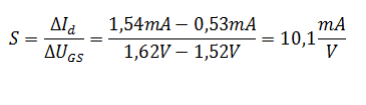 S = ΔI_d / ΔU_GS = (1,54mA − 0,53mA) / (1,62V − 1,52V) = 10,1 mA/V